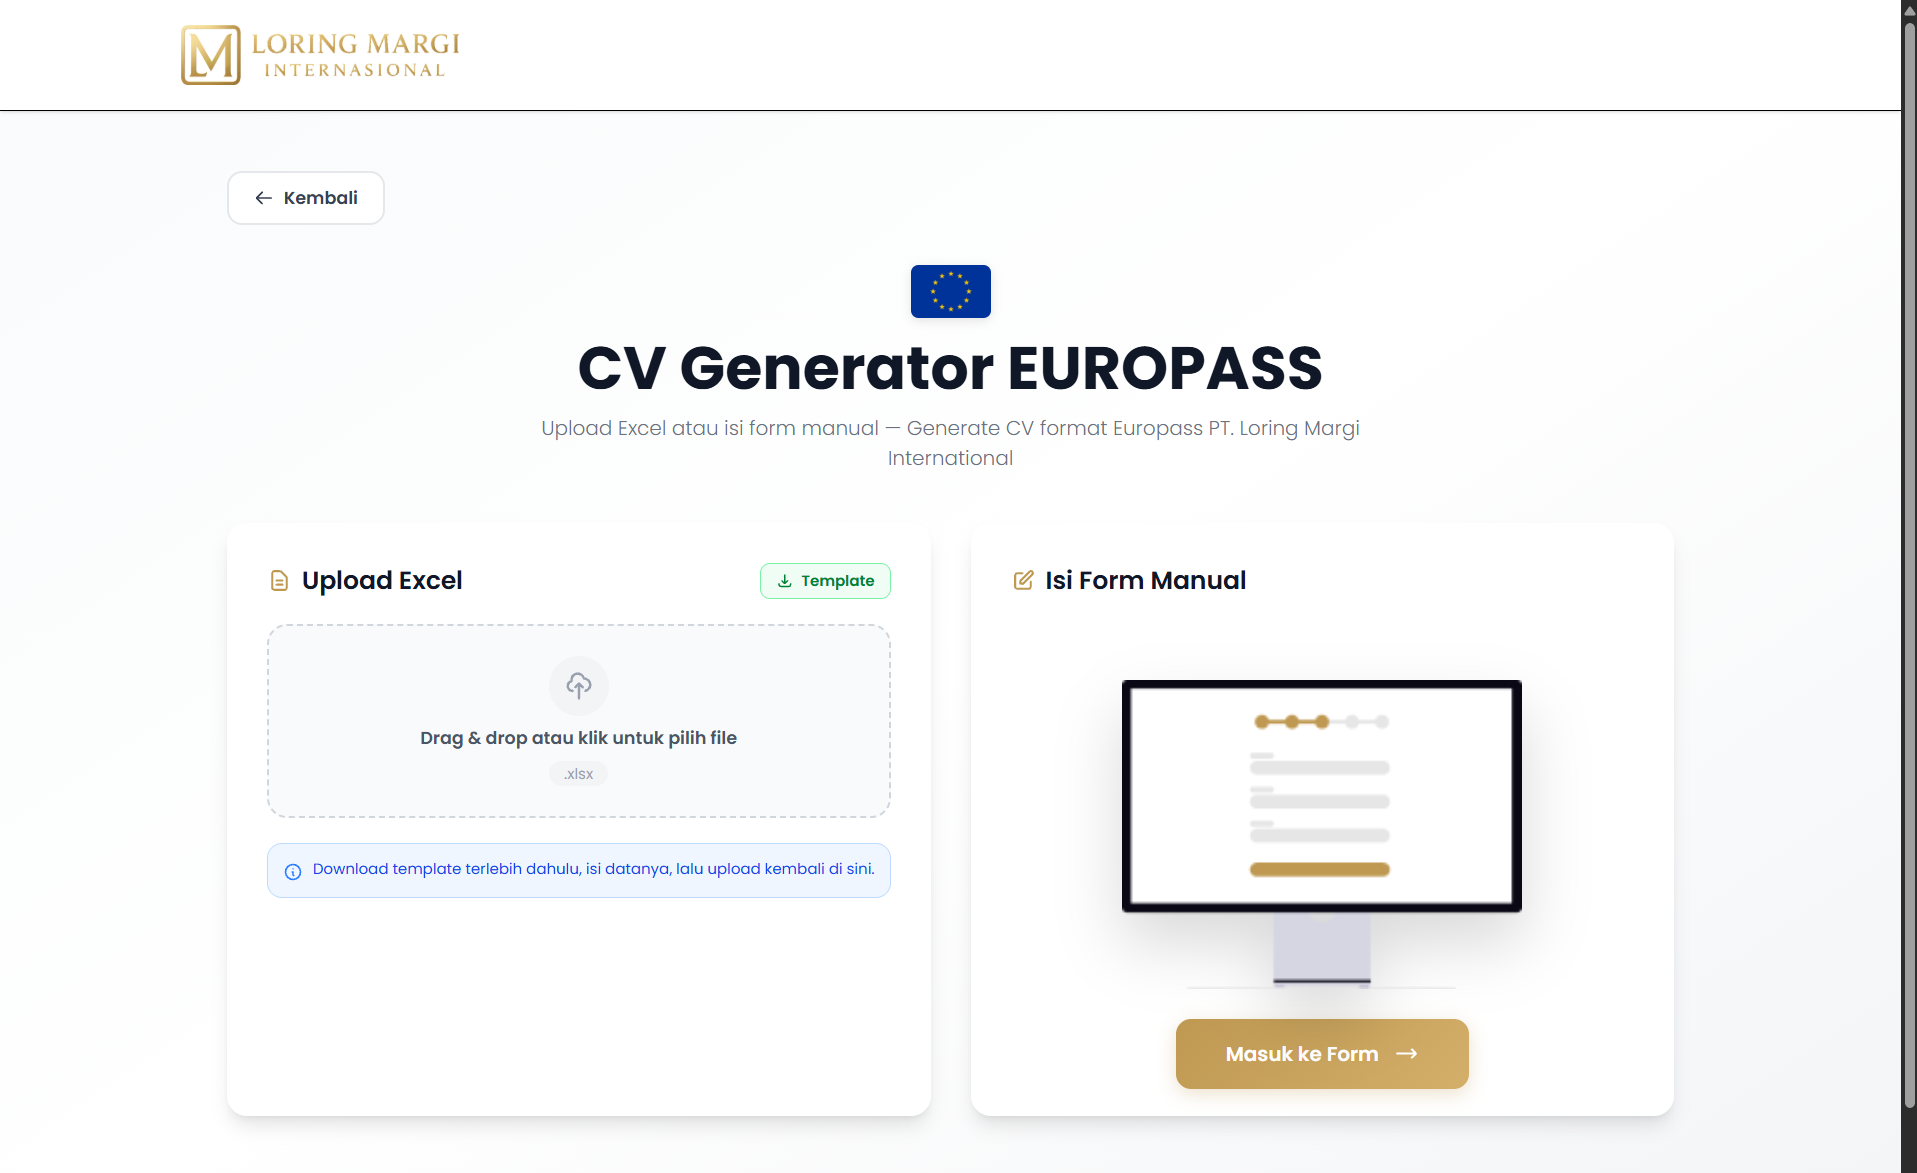 LORING MARGI
INTERNASIONAL
Kembali
CV Generator EUROPASS
Upload Excel atau isi form manual — Generate CV format Europass PT. Loring Margi
International
Upload Excel
Template
Drag & drop atau klik untuk pilih file
.xlsx
Download template terlebih dahulu, isi datanya, lalu upload kembali di sini.
Isi Form Manual
Masuk ke Form